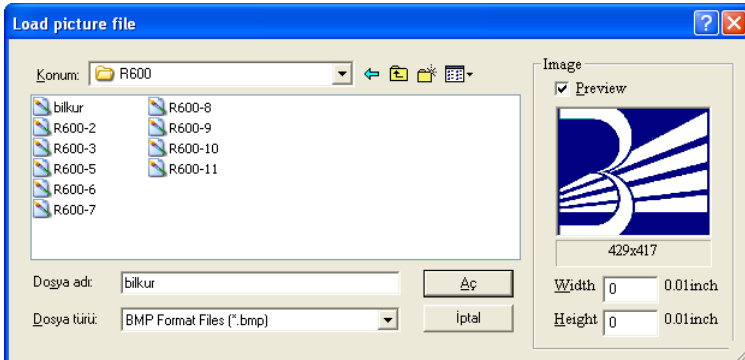 Load picture file
Konum: R600
bilkur
R600-2
R600-3
R600-5
R600-6
R600-7
R600-8
R600-9
R600-10
R600-11
Dosya adı: bilkur
Aç
Dosya türü: BMP Format Files (*.bmp)
İptal
Image
Preview
429x417
Width 0 0.01inch
Height 0 0.01inch